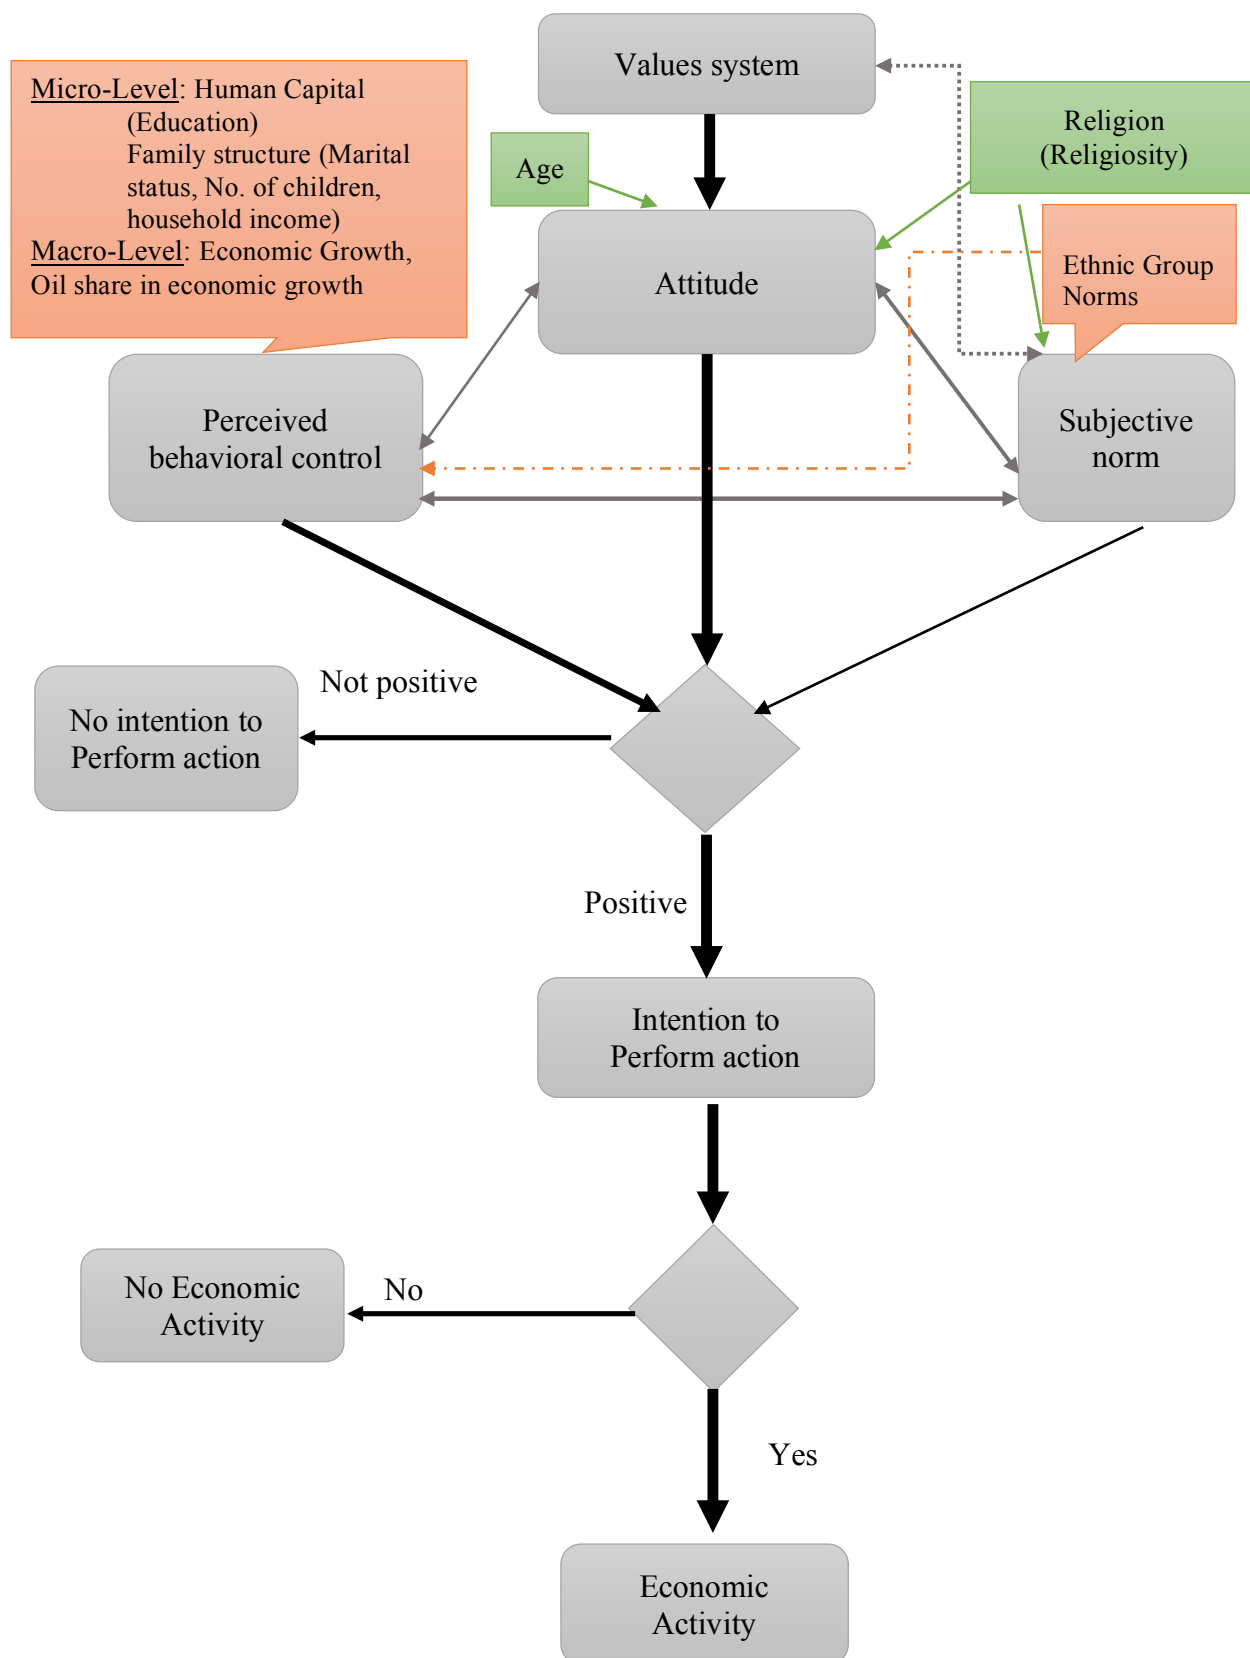 Values system
Micro-Level: Human Capital
(Education)
Family structure (Marital
status, No. of children,
household income)
Macro-Level: Economic Growth,
Oil share in economic growth
Age
Religion
(Religiosity)
Attitude
Ethnic Group
Norms
Perceived
behavioral control
Subjective
norm
Not positive
No intention to
Perform action
Positive
Intention to
Perform action
No Economic
Activity
No
Yes
Economic
Activity